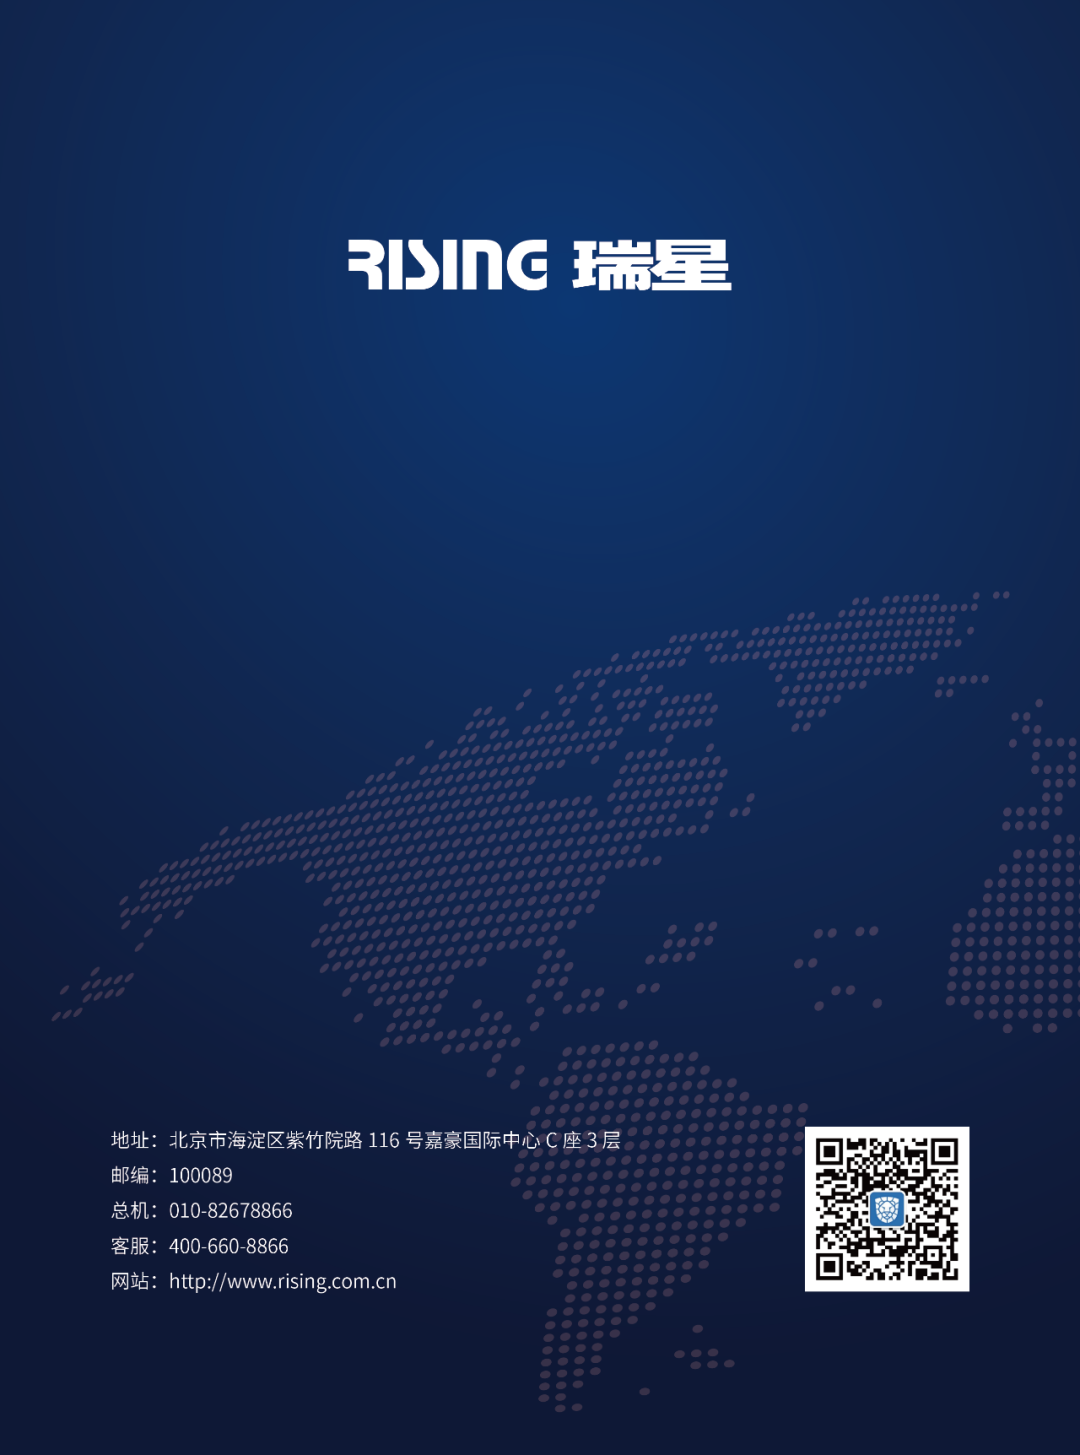 RISING 瑞星
地址：北京市海淀区紫竹院路 116 号嘉豪国际中心 C 座 3 层
邮编：100089
总机：010-82678866
客服：400-660-8866
网站：http://www.rising.com.cn